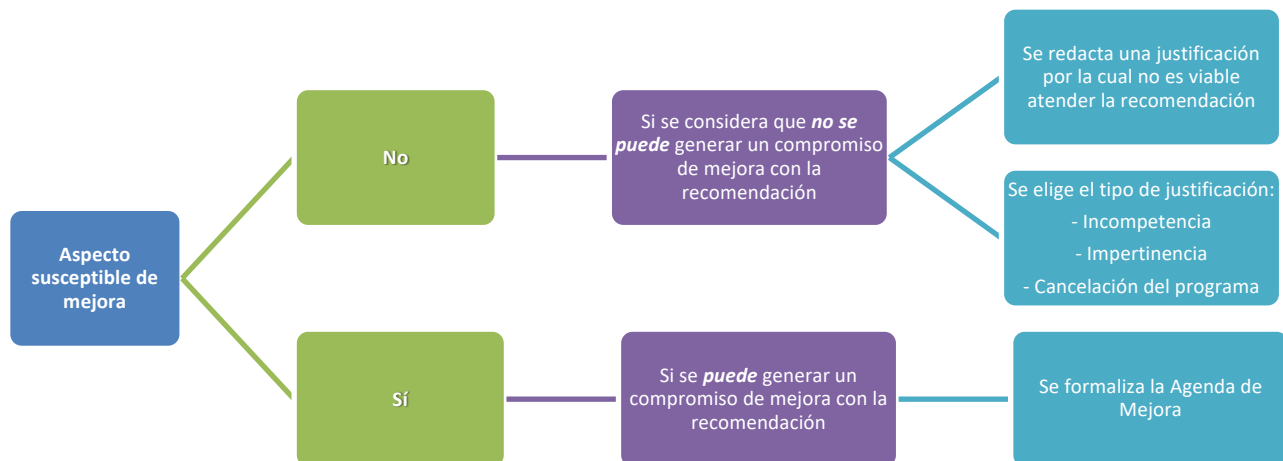 Aspecto
susceptible de
mejora
No
Si se considera que no se
puede generar un compromiso
de mejora con la
recomendación
Se redacta una justificación
por la cual no es viable
atender la recomendación
Se elige el tipo de justificación:
- Incompetencia
- Impertinencia
- Cancelación del programa
Sí
Si se puede generar un
compromiso de mejora con la
recomendación
Se formaliza la Agenda de
Mejora